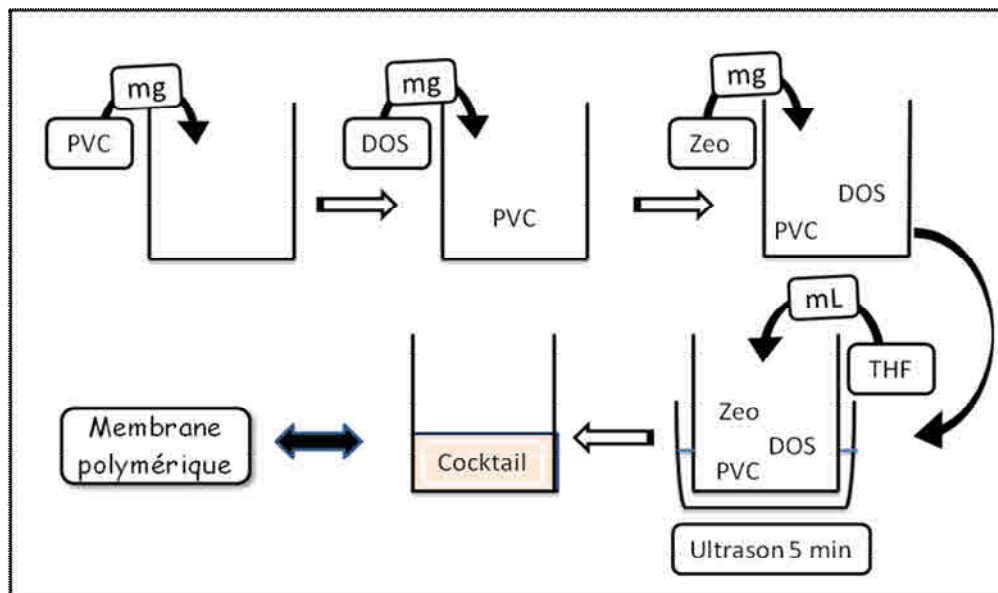 mg
PVC
mg
DOS
PVC
mg
Zeo
DOS
PVC
mL
THF
Zeo
DOS
PVC
Ultrason 5 min
Cocktail
Membrane
polymérique